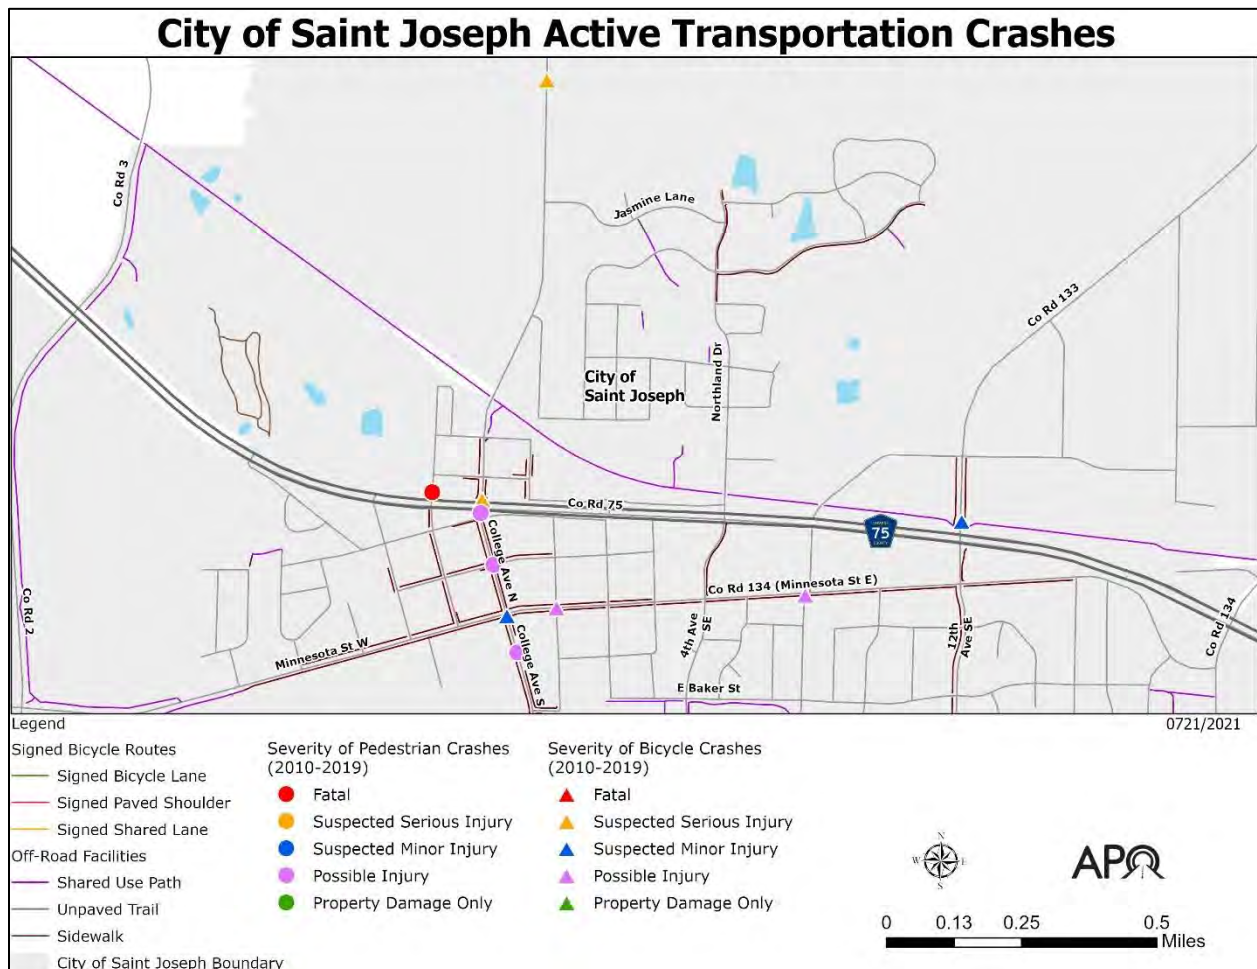 City of Saint Joseph Active Transportation Crashes
Co Rd 3
Jasmine Lane
Co Rd 133
City of
Saint Joseph
Northland Dr
Co Rd 75
75
College Ave N
Co Rd 134 (Minnesota St E)
Co Rd 2
4th Ave
SE
12th
Ave SE
Co Rd 134
Minnesota St W
College Ave S
E Baker St
Legend
0721/2021
Signed Bicycle Routes
Signed Bicycle Lane
Signed Paved Shoulder
Signed Shared Lane
Off-Road Facilities
Shared Use Path
Unpaved Trail
Sidewalk
City of Saint Joseph Boundary
Severity of Pedestrian Crashes
(2010-2019)
Fatal
Suspected Serious Injury
Suspected Minor Injury
Possible Injury
Property Damage Only
Severity of Bicycle Crashes
(2010-2019)
Fatal
Suspected Serious Injury
Suspected Minor Injury
Possible Injury
Property Damage Only
N
W E
S
APO
0 0.13 0.25 0.5
Miles